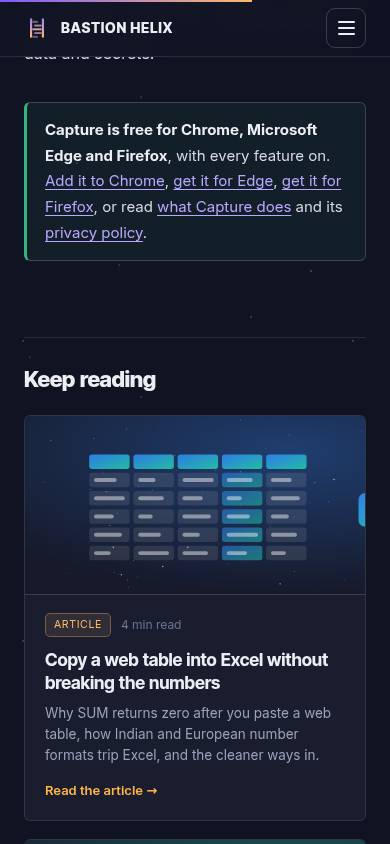 BASTION HELIX
data and secrets.
Capture is free for Chrome, Microsoft
Edge and Firefox, with every feature on.
Add it to Chrome, get it for Edge, get it for
Firefox, or read what Capture does and its
privacy policy.
Keep reading
ARTICLE 4 min read
Copy a web table into Excel without
breaking the numbers
Why SUM returns zero after you paste a web
table, how Indian and European number
formats trip Excel, and the cleaner ways in.
Read the article →